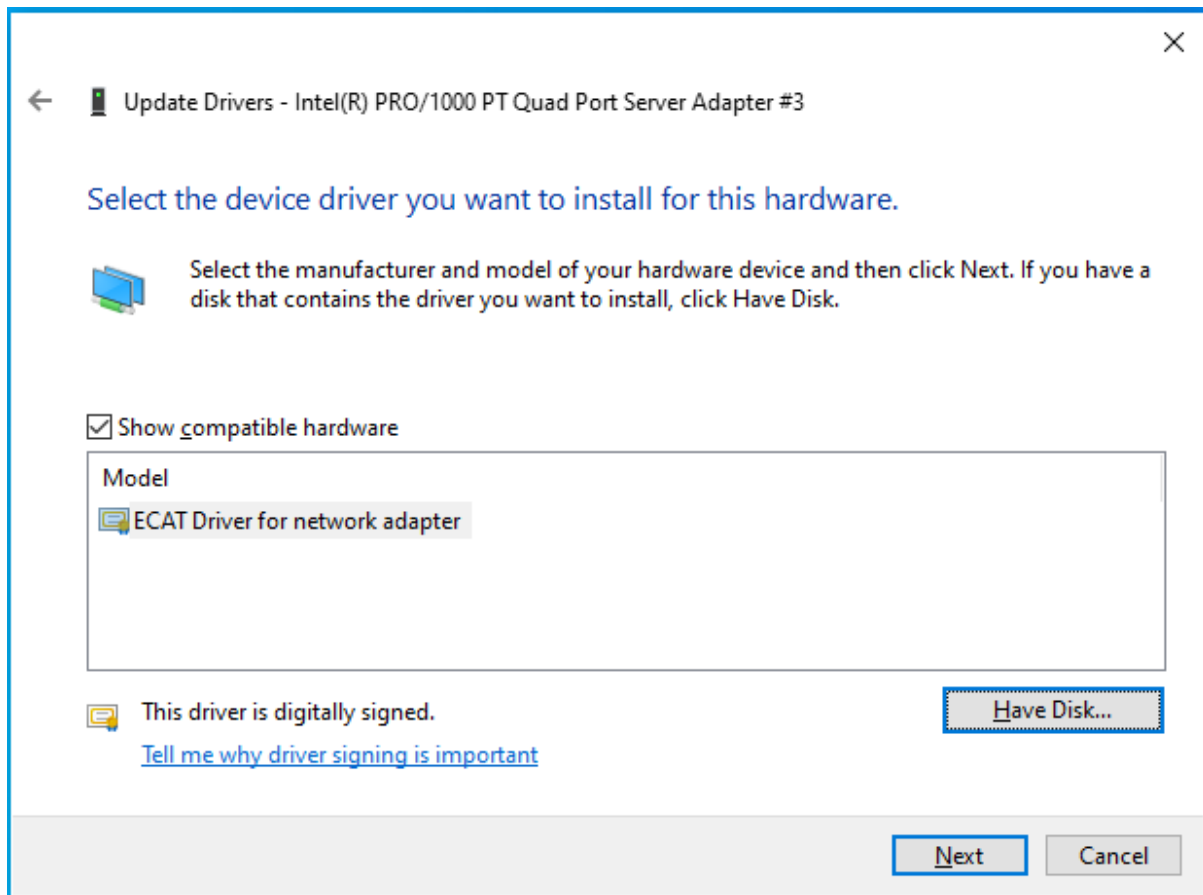 Update Drivers - Intel(R) PRO/1000 PT Quad Port Server Adapter #3
Select the device driver you want to install for this hardware.
Select the manufacturer and model of your hardware device and then click Next. If you have a
disk that contains the driver you want to install, click Have Disk.
Show compatible hardware
Model
ECAT Driver for network adapter
This driver is digitally signed.
Have Disk...
Tell me why driver signing is important
Next
Cancel